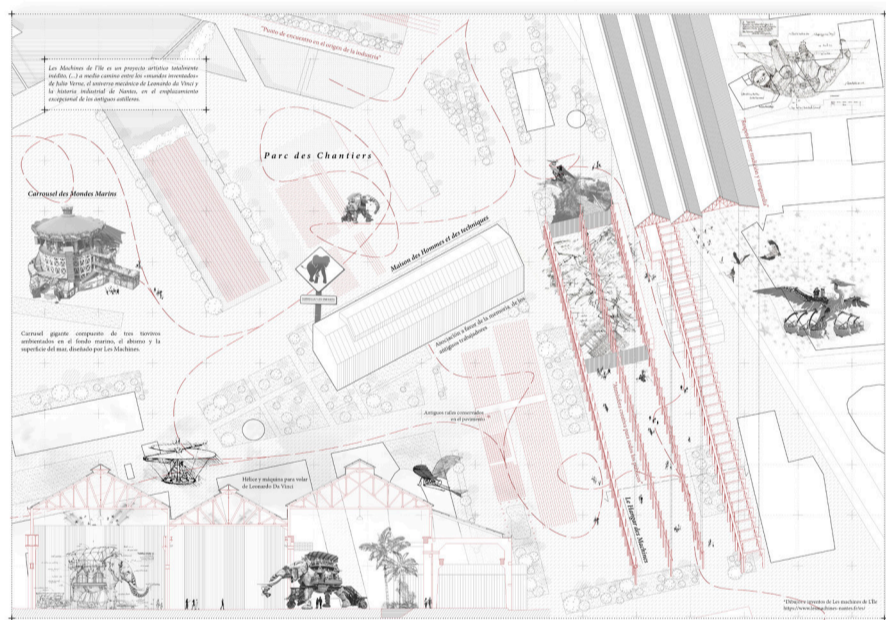 "Punto de encuentro en el origen de la industria"
Les Machines de l'île es un proyecto artístico totalmente
inédito, (...) a medio camino entre los «mundos inventados»
de Julio Verne, el universo mecánico de Leonardo da Vinci y
la historia industrial de Nantes, en el emplazamiento
excepcional de los antiguos astilleros.
Parc des Chantiers
Carrousel des Mondes Marins
Maison des Hommes et des techniques
Asociación a favor de la memoria, de los
antiguos trabajadores
Carrusel gigante compuesto de tres tiovivos
ambientados en el fondo marino, el abismo y la
superficie del mar, diseñado por Les Machines.
Antiguos raíles conservados
en el pavimento
Hélice y máquina para volar
de Leonardo Da Vinci
Le Hangar des Machines
*Dibujos e inventos de Les machines de L'Île
https://www.lesmachines-nantes.fr/es/